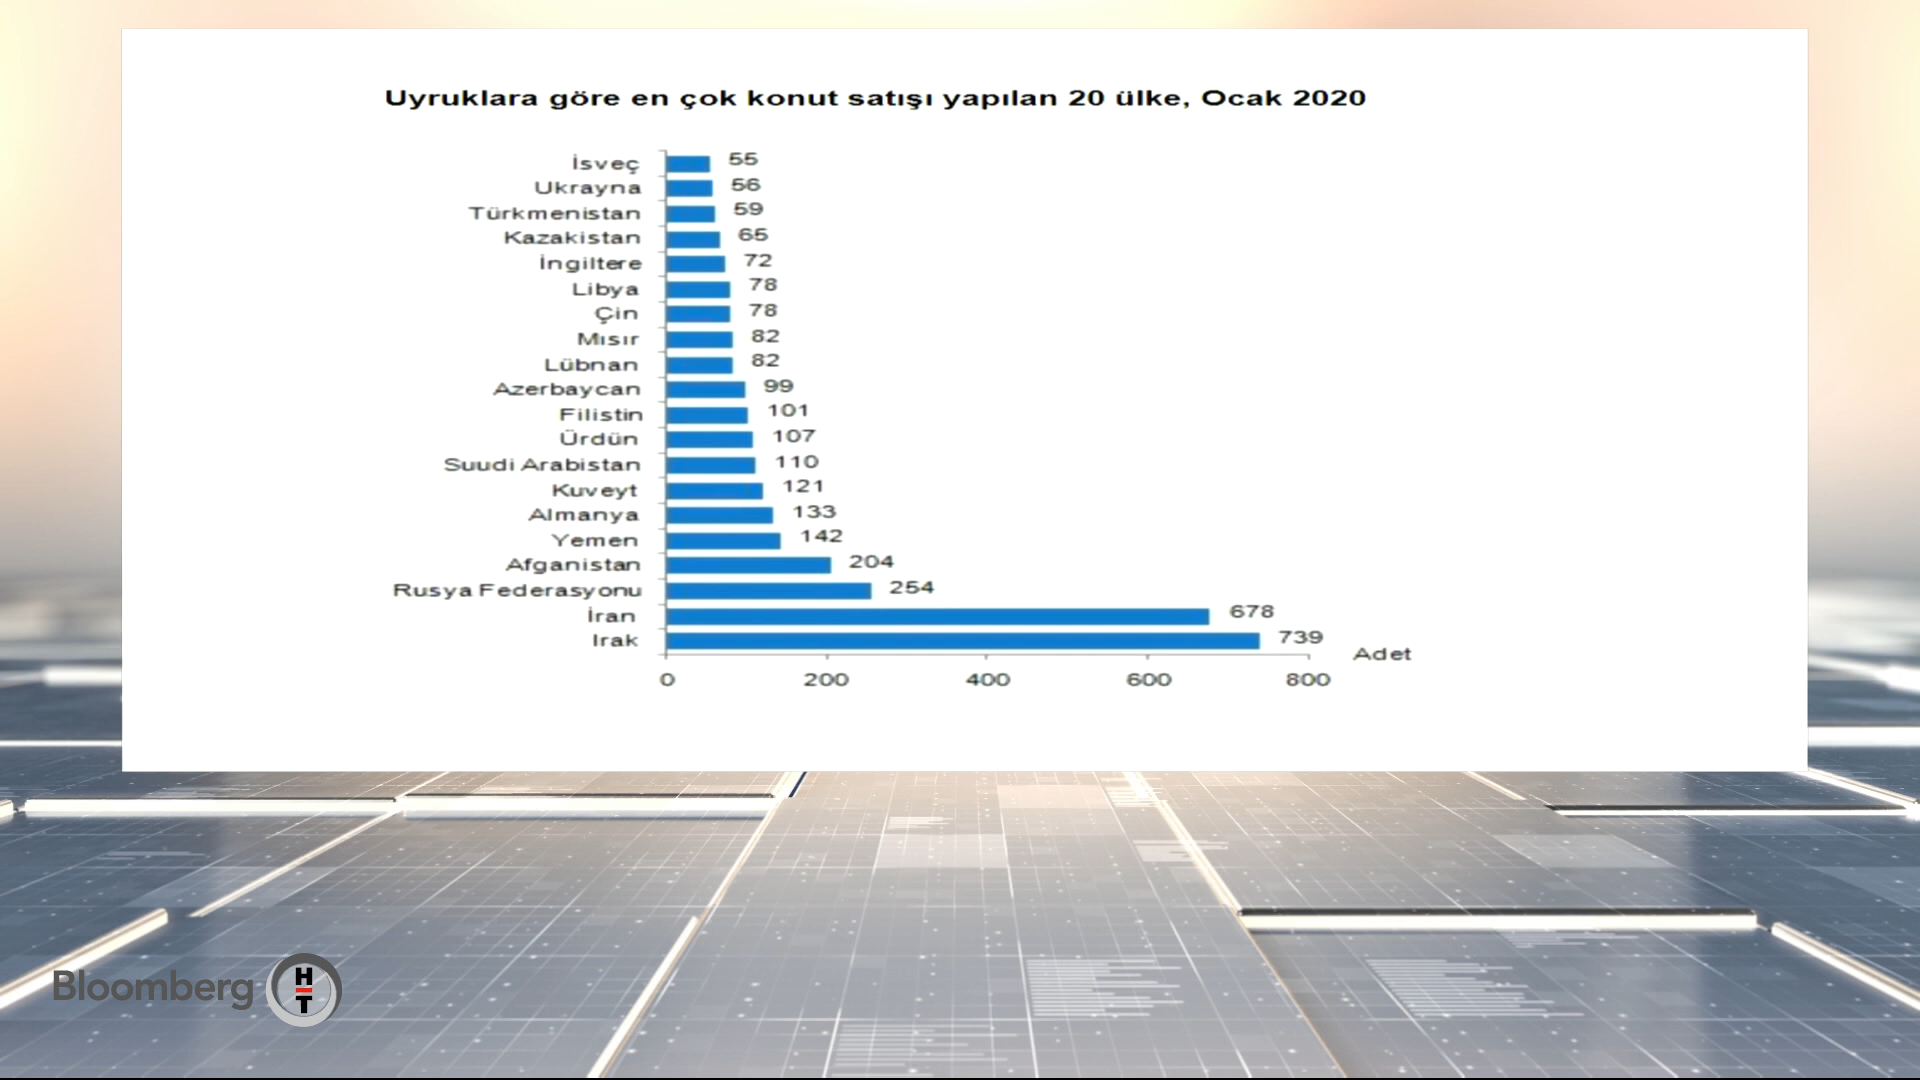 Uyruklara göre en çok konut satışı yapılan 20 ülke, Ocak 2020
İsveç 55
Ukrayna 56
Türkmenistan 59
Kazakistan 65
İngiltere 72
Libya 78
Çin 78
Mısır 82
Lübnan 82
Azerbaycan 99
Filistin 101
Ürdün 107
Suudi Arabistan 110
Kuveyt 121
Almanya 133
Yemen 142
Afganistan 204
Rusya Federasyonu 254
İran 678
Irak 739
Adet
0 200 400 600 800
Bloomberg HT